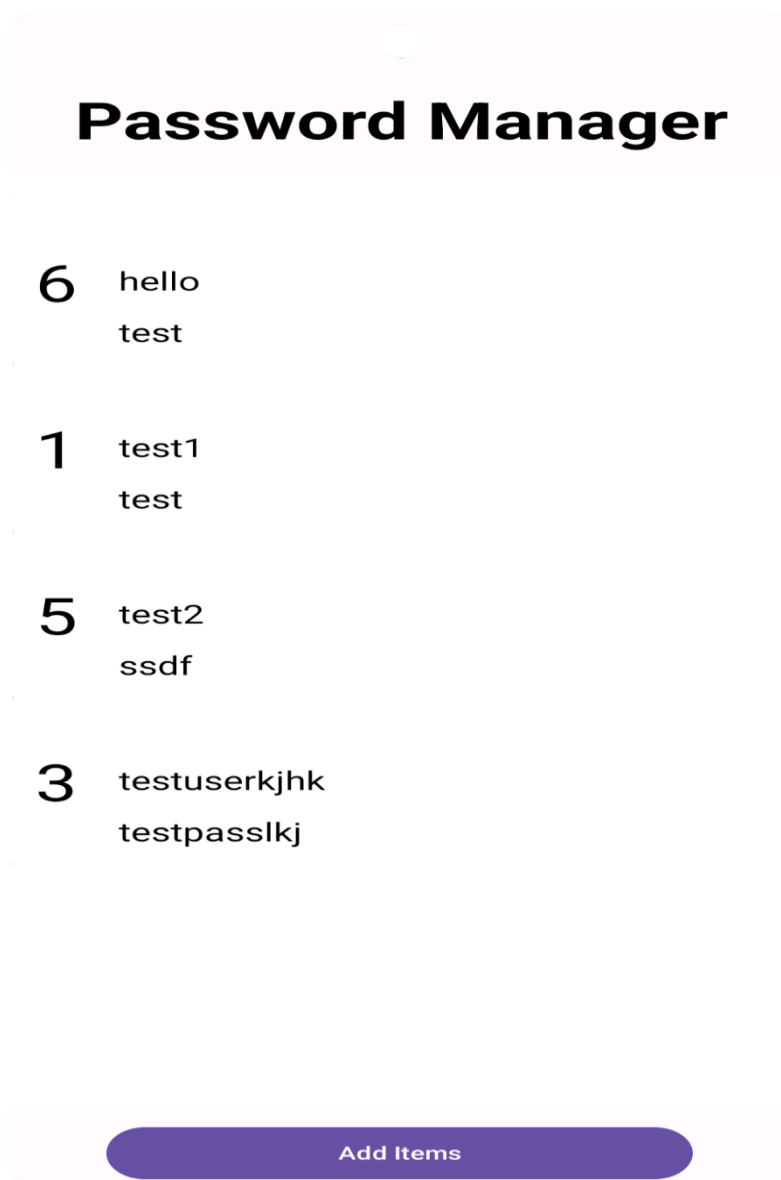 Password Manager
6 hello
test
1 test1
test
5 test2
ssdf
3 testuserkjhk
testpasslkj
Add Items